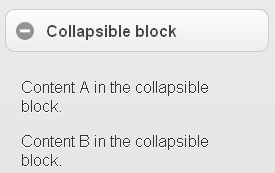 Collapsible block
Content A in the collapsible
block.
Content B in the collapsible
block.